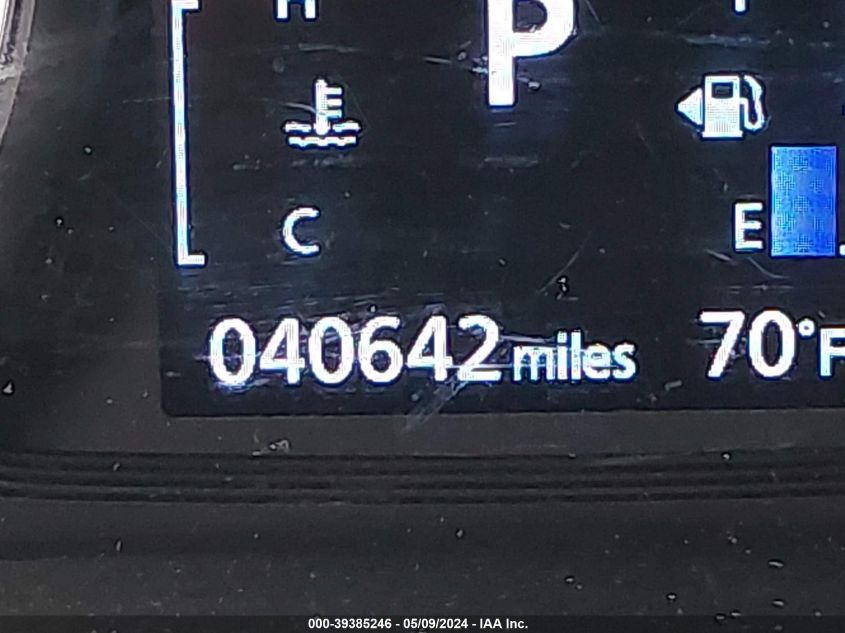 H P
C E
040642 miles 70°F
000-39385246 - 05/09/2024 - IAA Inc.